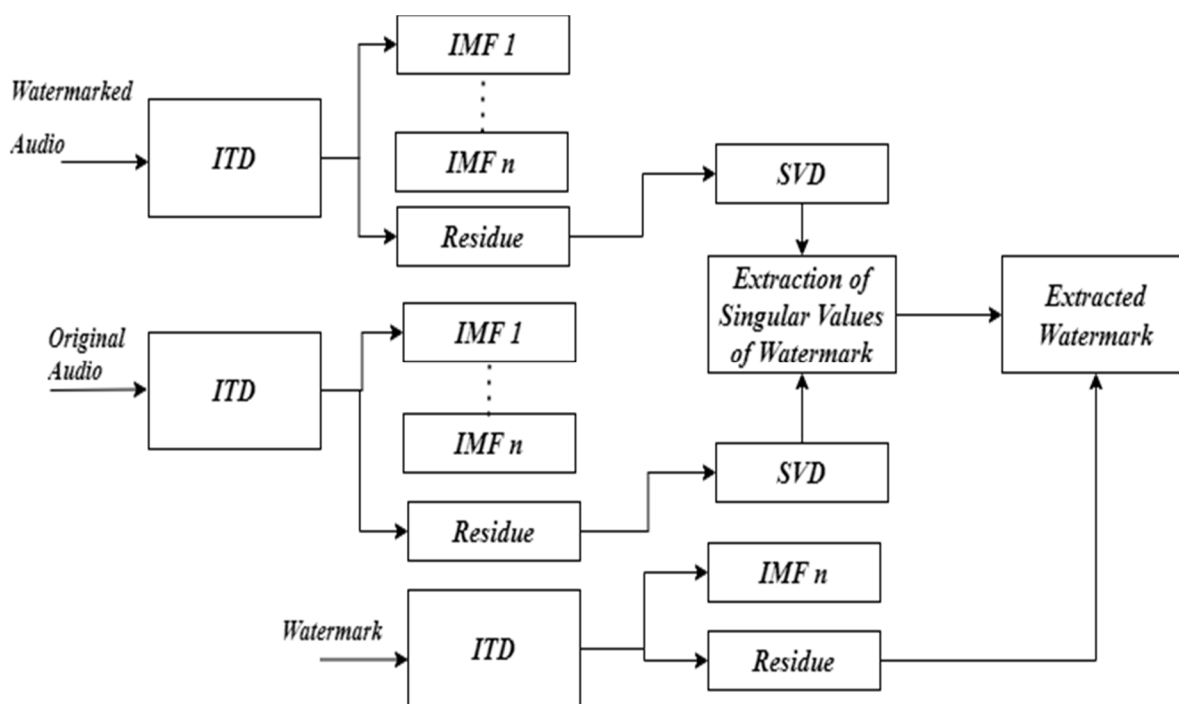 Watermarked
Audio
ITD
IMF 1
IMF n
Residue
SVD
Extraction of
Singular Values
of Watermark
Extracted
Watermark
Original
Audio
ITD
IMF 1
IMF n
Residue
SVD
Watermark
ITD
IMF n
Residue